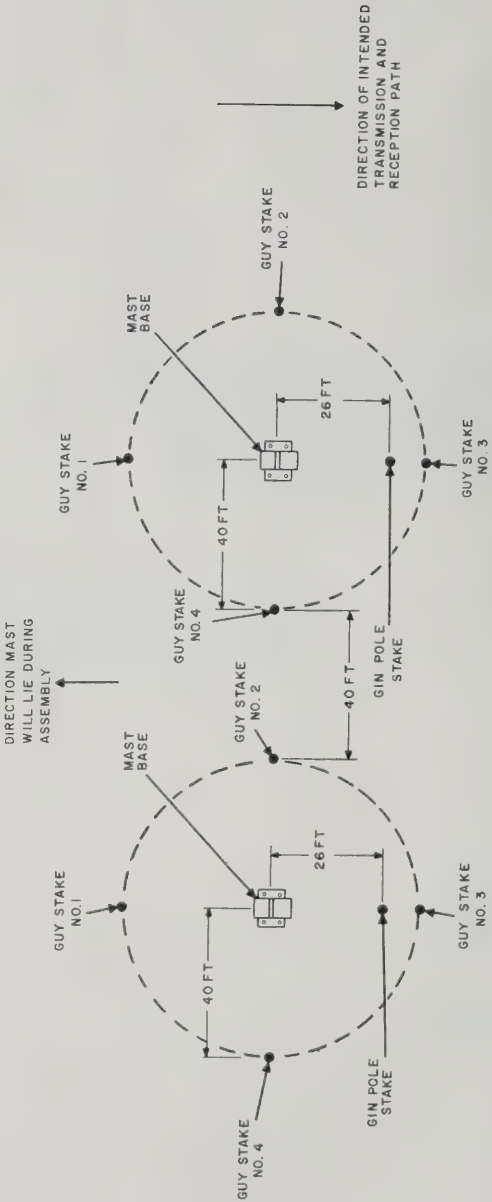 DIRECTION MAST
WILL LIE DURING
ASSEMBLY
GUY STAKE
NO. 1
MAST
BASE
40 FT
GUY STAKE
NO. 4
26 FT
GUY STAKE
NO. 2
GIN POLE
STAKE
GUY STAKE
NO. 3
40 FT
GUY STAKE
NO. 1
MAST
BASE
40 FT
GUY STAKE
NO. 4
26 FT
GUY STAKE
NO. 2
GIN POLE
STAKE
GUY STAKE
NO. 3
DIRECTION OF INTENDED
TRANSMISSION AND
RECEPTION PATH